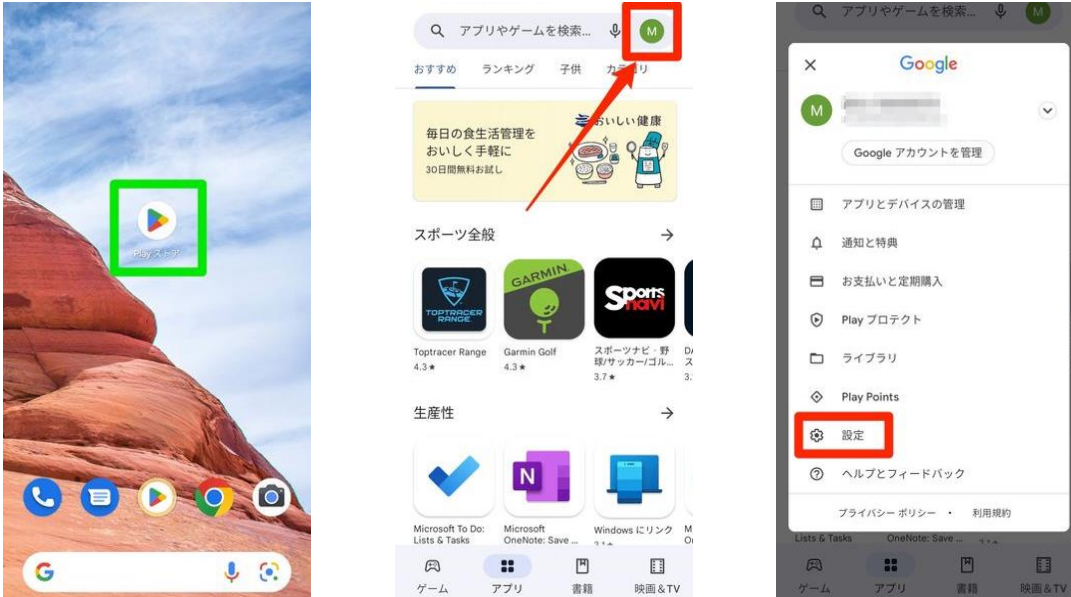 Play ストア
G
アプリやゲームを検索...
M
おすすめ
ランキング
子供
カテゴリ
毎日の食生活管理を
おいしく手軽に
30日間無料お試し
おいしい健康
スポーツ全般
TOPTRACER
RANGE
GARMIN
Sports
navi
Toptracer Range
4.3★
Garmin Golf
4.3★
スポーツナビ‐野
球/サッカー/ゴル...
3.7★
生産性
N
Microsoft To Do:
Lists & Tasks
Microsoft
OneNote: Save ...
Windows にリンク
ゲーム
アプリ
書籍
映画&TV
アプリやゲームを検索...
M
Google
M
Google アカウントを管理
アプリとデバイスの管理
通知と特典
お支払いと定期購入
Play プロテクト
ライブラリ
Play Points
設定
ヘルプとフィードバック
プライバシー ポリシー ・ 利用規約
Lists & Tasks
OneNote: Save ...
ゲーム
アプリ
書籍
映画&TV